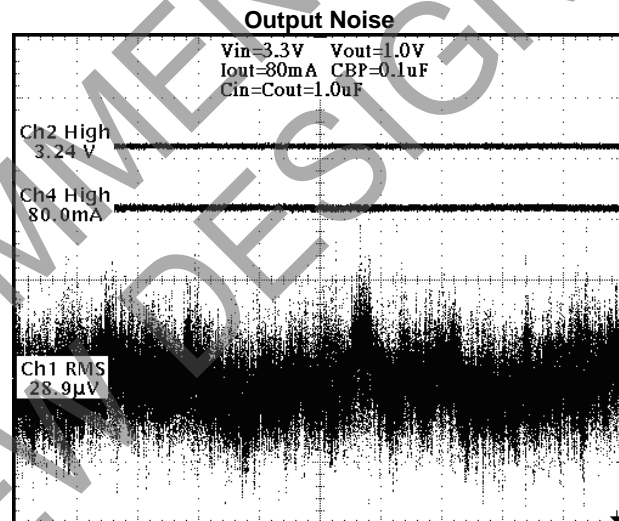 Output Noise
Vin=3.3V Vout=1.0V
Iout=80mA CBP=0.1uF
Cin=Cout=1.0uF
Ch2 High
3.24 V
Ch4 High
80.0mA
Ch1 RMS
28.9µV
DESIGN